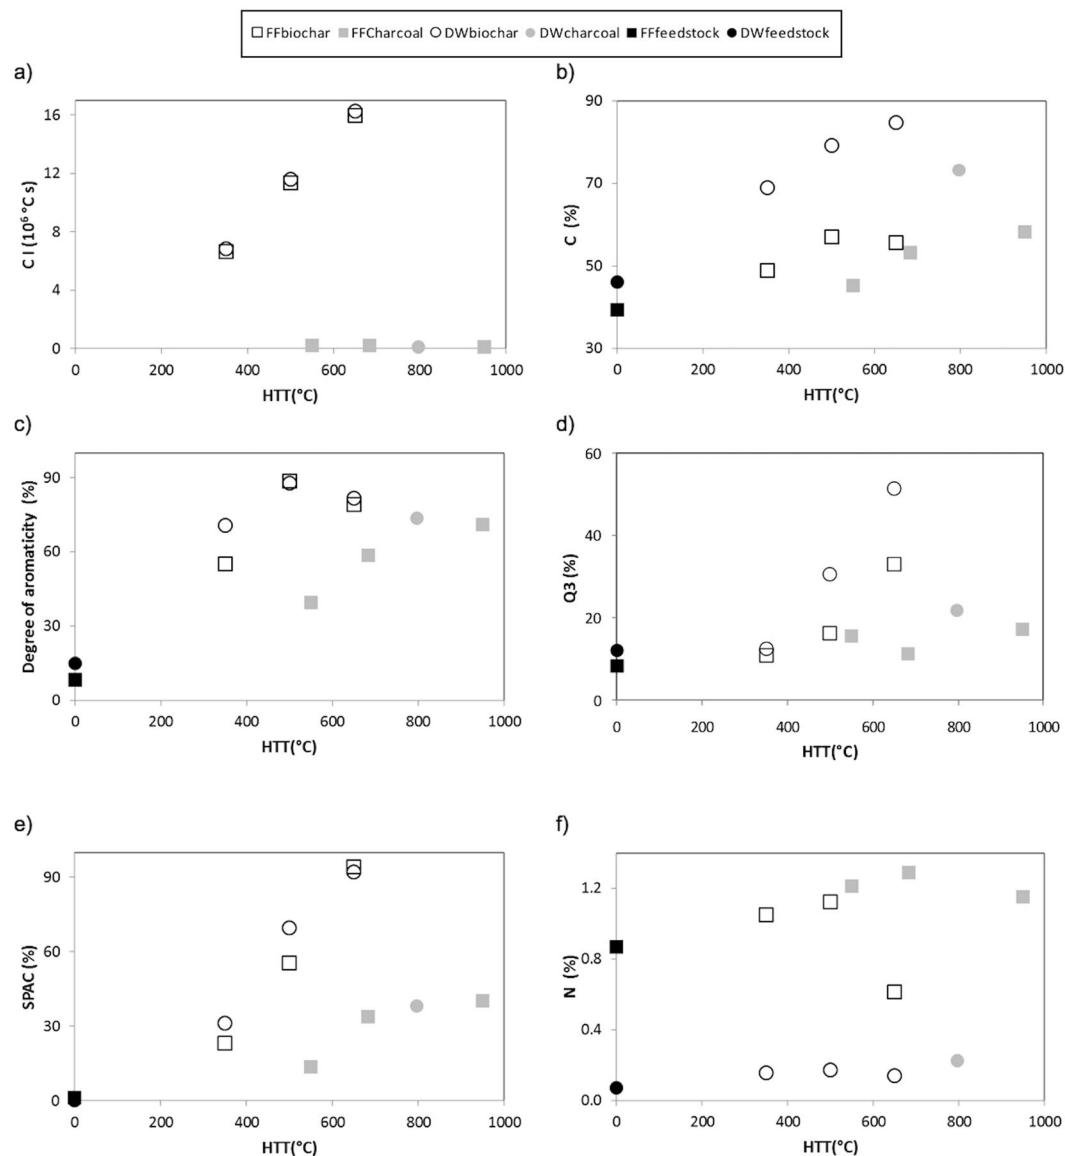 FFbiochar FFCharcoal DWbiochar DWcharcoal FFfeedstock DWfeedstock
a) b)
16
12
8
4
0
C I (10⁶ °C s)
0 200 400 600 800 1000
HTT(°C)
90
70
50
30
C (%)
0 200 400 600 800 1000
HTT(°C)
c) d)
90
60
30
0
Degree of aromaticity (%)
0 200 400 600 800 1000
HTT(°C)
60
40
20
0
Q3 (%)
0 200 400 600 800 1000
HTT(°C)
e) f)
90
60
30
0
SPAC (%)
0 200 400 600 800 1000
HTT(°C)
1.2
0.8
0.4
0.0
N (%)
0 200 400 600 800 1000
HTT(°C)